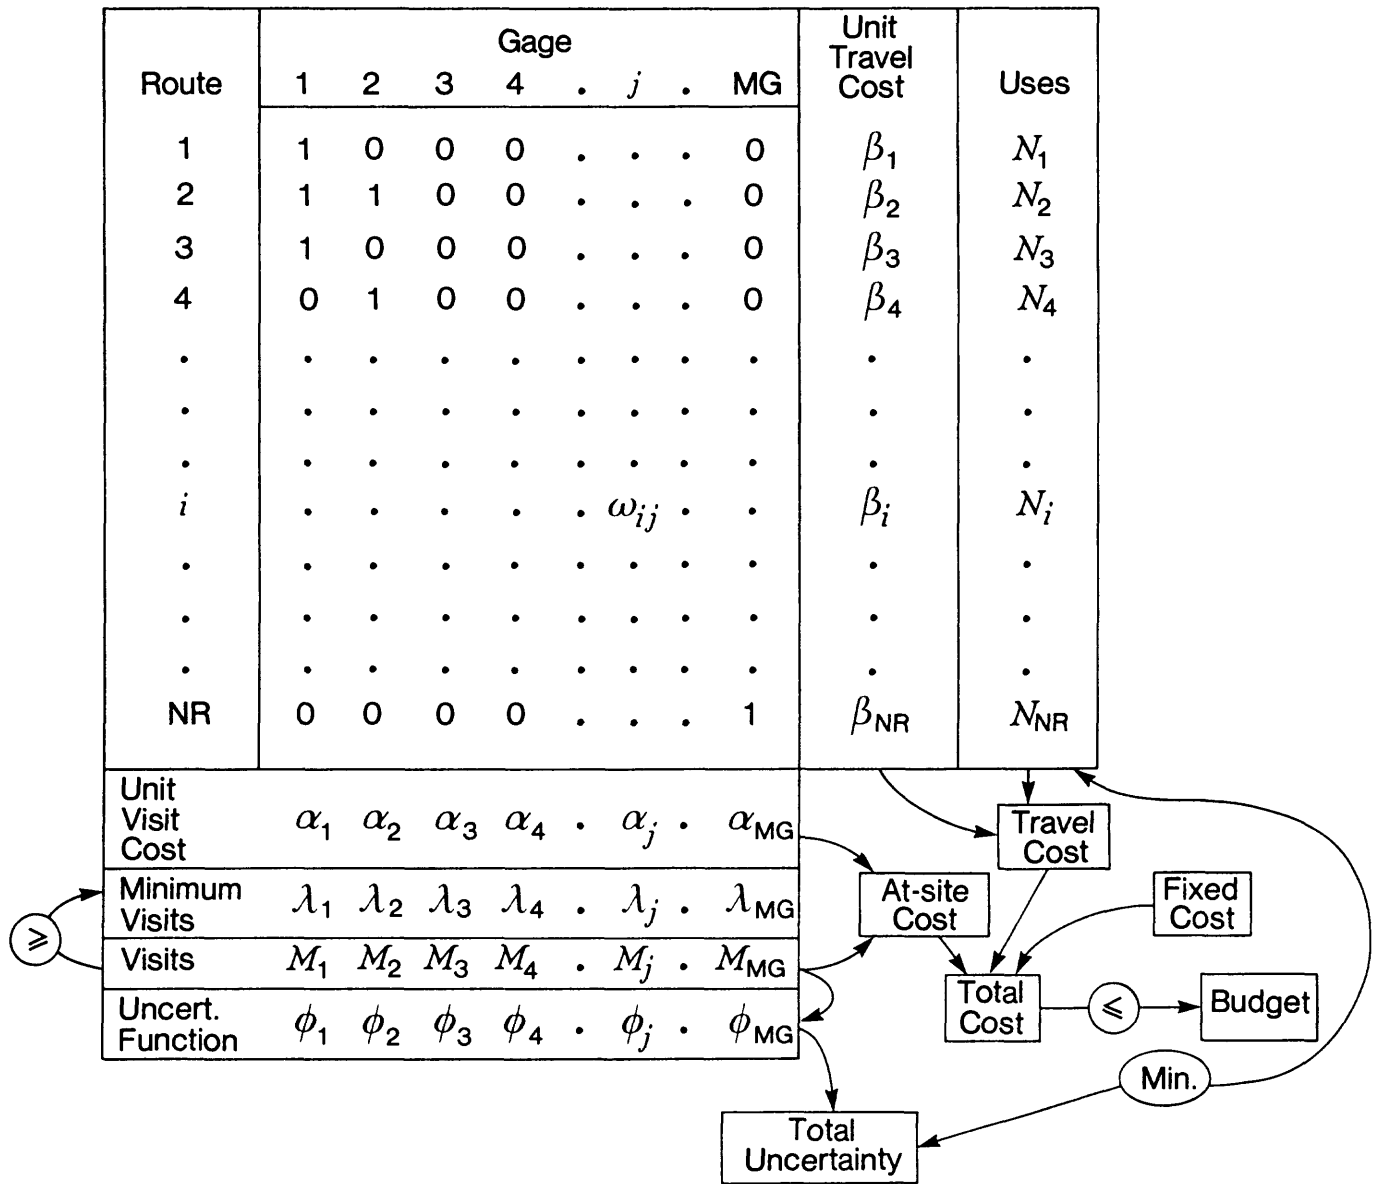 Gage
Unit
Travel
Cost
Route 1 2 3 4 . j . MG Uses
1 1 0 0 0 . . . 0 β1 N1
2 1 1 0 0 . . . 0 β2 N2
3 1 0 0 0 . . . 0 β3 N3
4 0 1 0 0 . . . 0 β4 N4
. . . . . . . . . . .
. . . . . . . . . . .
. . . . . . . . . . .
i . . . . . ωij . . βi Ni
. . . . . . . . . . .
. . . . . . . . . . .
. . . . . . . . . . .
NR 0 0 0 0 . . . 1 βNR NNR
Unit
Visit
Cost
α1 α2 α3 α4 . αj . αMG
Minimum
Visits
λ1 λ2 λ3 λ4 . λj . λMG
Visits M1 M2 M3 M4 . Mj . MMG
Uncert.
Function
ϕ1 ϕ2 ϕ3 ϕ4 . ϕj . ϕMG
⩾
Travel
Cost
At-site
Cost
Fixed
Cost
Total
Cost
⩽
Budget
Min.
Total
Uncertainty